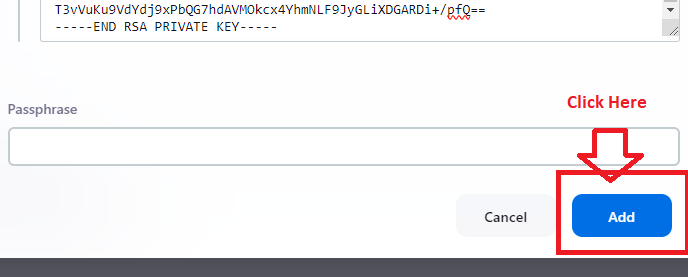 T3vVuKu9VdYdj9xPbQG7hdAVMOkcx4YhmNLF9JyGLiXDGARDi+/pfQ==
-----END RSA PRIVATE KEY-----
Passphrase
Click Here
Cancel
Add